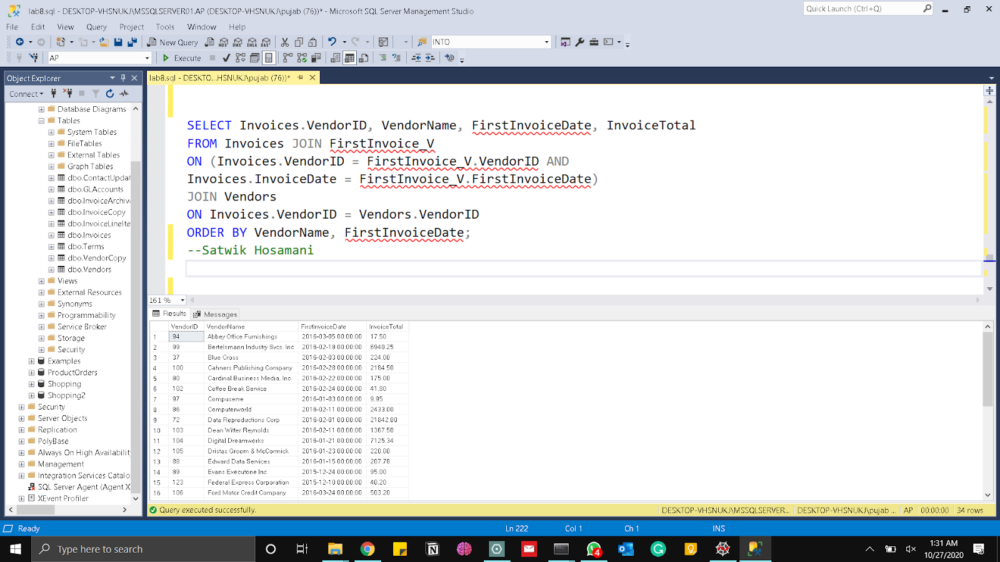 lab8.sql - DESKTOP-VHSNUKJ\MSSQLSERVER01.AP (DESKTOP-VHSNUKJ\pujab (76))* - Microsoft SQL Server Management Studio
Quick Launch (Ctrl+Q)
File Edit View Query Project Tools Window Help
New Query MDX DMX XMLA DAX INTO
AP Execute
Object Explorer
lab8.sql - DESKTO...HSNUKJ\pujab (76))*
Connect
Database Diagrams
Tables
System Tables
FileTables
External Tables
Graph Tables
dbo.ContactUpdat
dbo.GLAccounts
dbo.InvoiceArchiv
dbo.InvoiceCopy
dbo.InvoiceLineIte
dbo.Invoices
dbo.Terms
dbo.VendorCopy
dbo.Vendors
Views
External Resources
Synonyms
Programmability
Service Broker
Storage
Security
Examples
ProductOrders
Shopping
Shopping2
Security
Server Objects
Replication
PolyBase
Always On High Availabilit
Management
Integration Services Catalo
SQL Server Agent (Agent X
XEvent Profiler
SELECT Invoices.VendorID, VendorName, FirstInvoiceDate, InvoiceTotal
FROM Invoices JOIN FirstInvoice_V
ON (Invoices.VendorID = FirstInvoice_V.VendorID AND
Invoices.InvoiceDate = FirstInvoice_V.FirstInvoiceDate)
JOIN Vendors
ON Invoices.VendorID = Vendors.VendorID
ORDER BY VendorName, FirstInvoiceDate;
--Satwik Hosamani
161 %
Results Messages
VendorID VendorName FirstInvoiceDate InvoiceTotal
1 94 Abbey Office Furnishings 2016-03-05 00:00:00 17.50
2 99 Bertelsmann Industry Svcs. Inc 2016-02-18 00:00:00 6940.25
3 37 Blue Cross 2016-02-03 00:00:00 224.00
4 100 Cahners Publishing Company 2016-02-28 00:00:00 2184.50
5 80 Cardinal Business Media, Inc. 2016-02-22 00:00:00 175.00
6 102 Coffee Break Service 2016-02-24 00:00:00 41.80
7 97 Compuserve 2016-01-03 00:00:00 9.95
8 86 Computerworld 2016-02-11 00:00:00 2433.00
9 72 Data Reproductions Corp 2016-02-01 00:00:00 21842.00
10 103 Dean Witter Reynolds 2016-02-11 00:00:00 1367.50
11 104 Digital Dreamworks 2016-01-21 00:00:00 7125.34
12 105 Dristas Groom & McCormick 2016-01-23 00:00:00 220.00
13 88 Edward Data Services 2016-01-15 00:00:00 207.78
14 89 Evans Executone Inc 2015-12-24 00:00:00 95.00
15 123 Federal Express Corporation 2015-12-10 00:00:00 40.20
16 106 Ford Motor Credit Company 2016-03-24 00:00:00 503.20
Query executed successfully. DESKTOP-VHSNUKJ\MSSQLSERVER... DESKTOP-VHSNUKJ\pujab ... AP 00:00:00 34 rows
Ready Ln 222 Col 1 Ch 1 INS
Type here to search
4
1:31 AM
10/27/2020